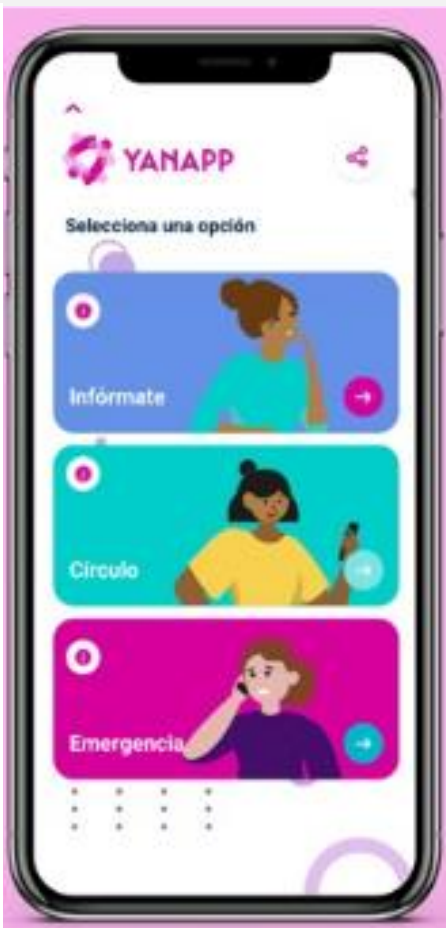 YANAPP
Selecciona una opción
Infórmate
Círculo
Emergencia